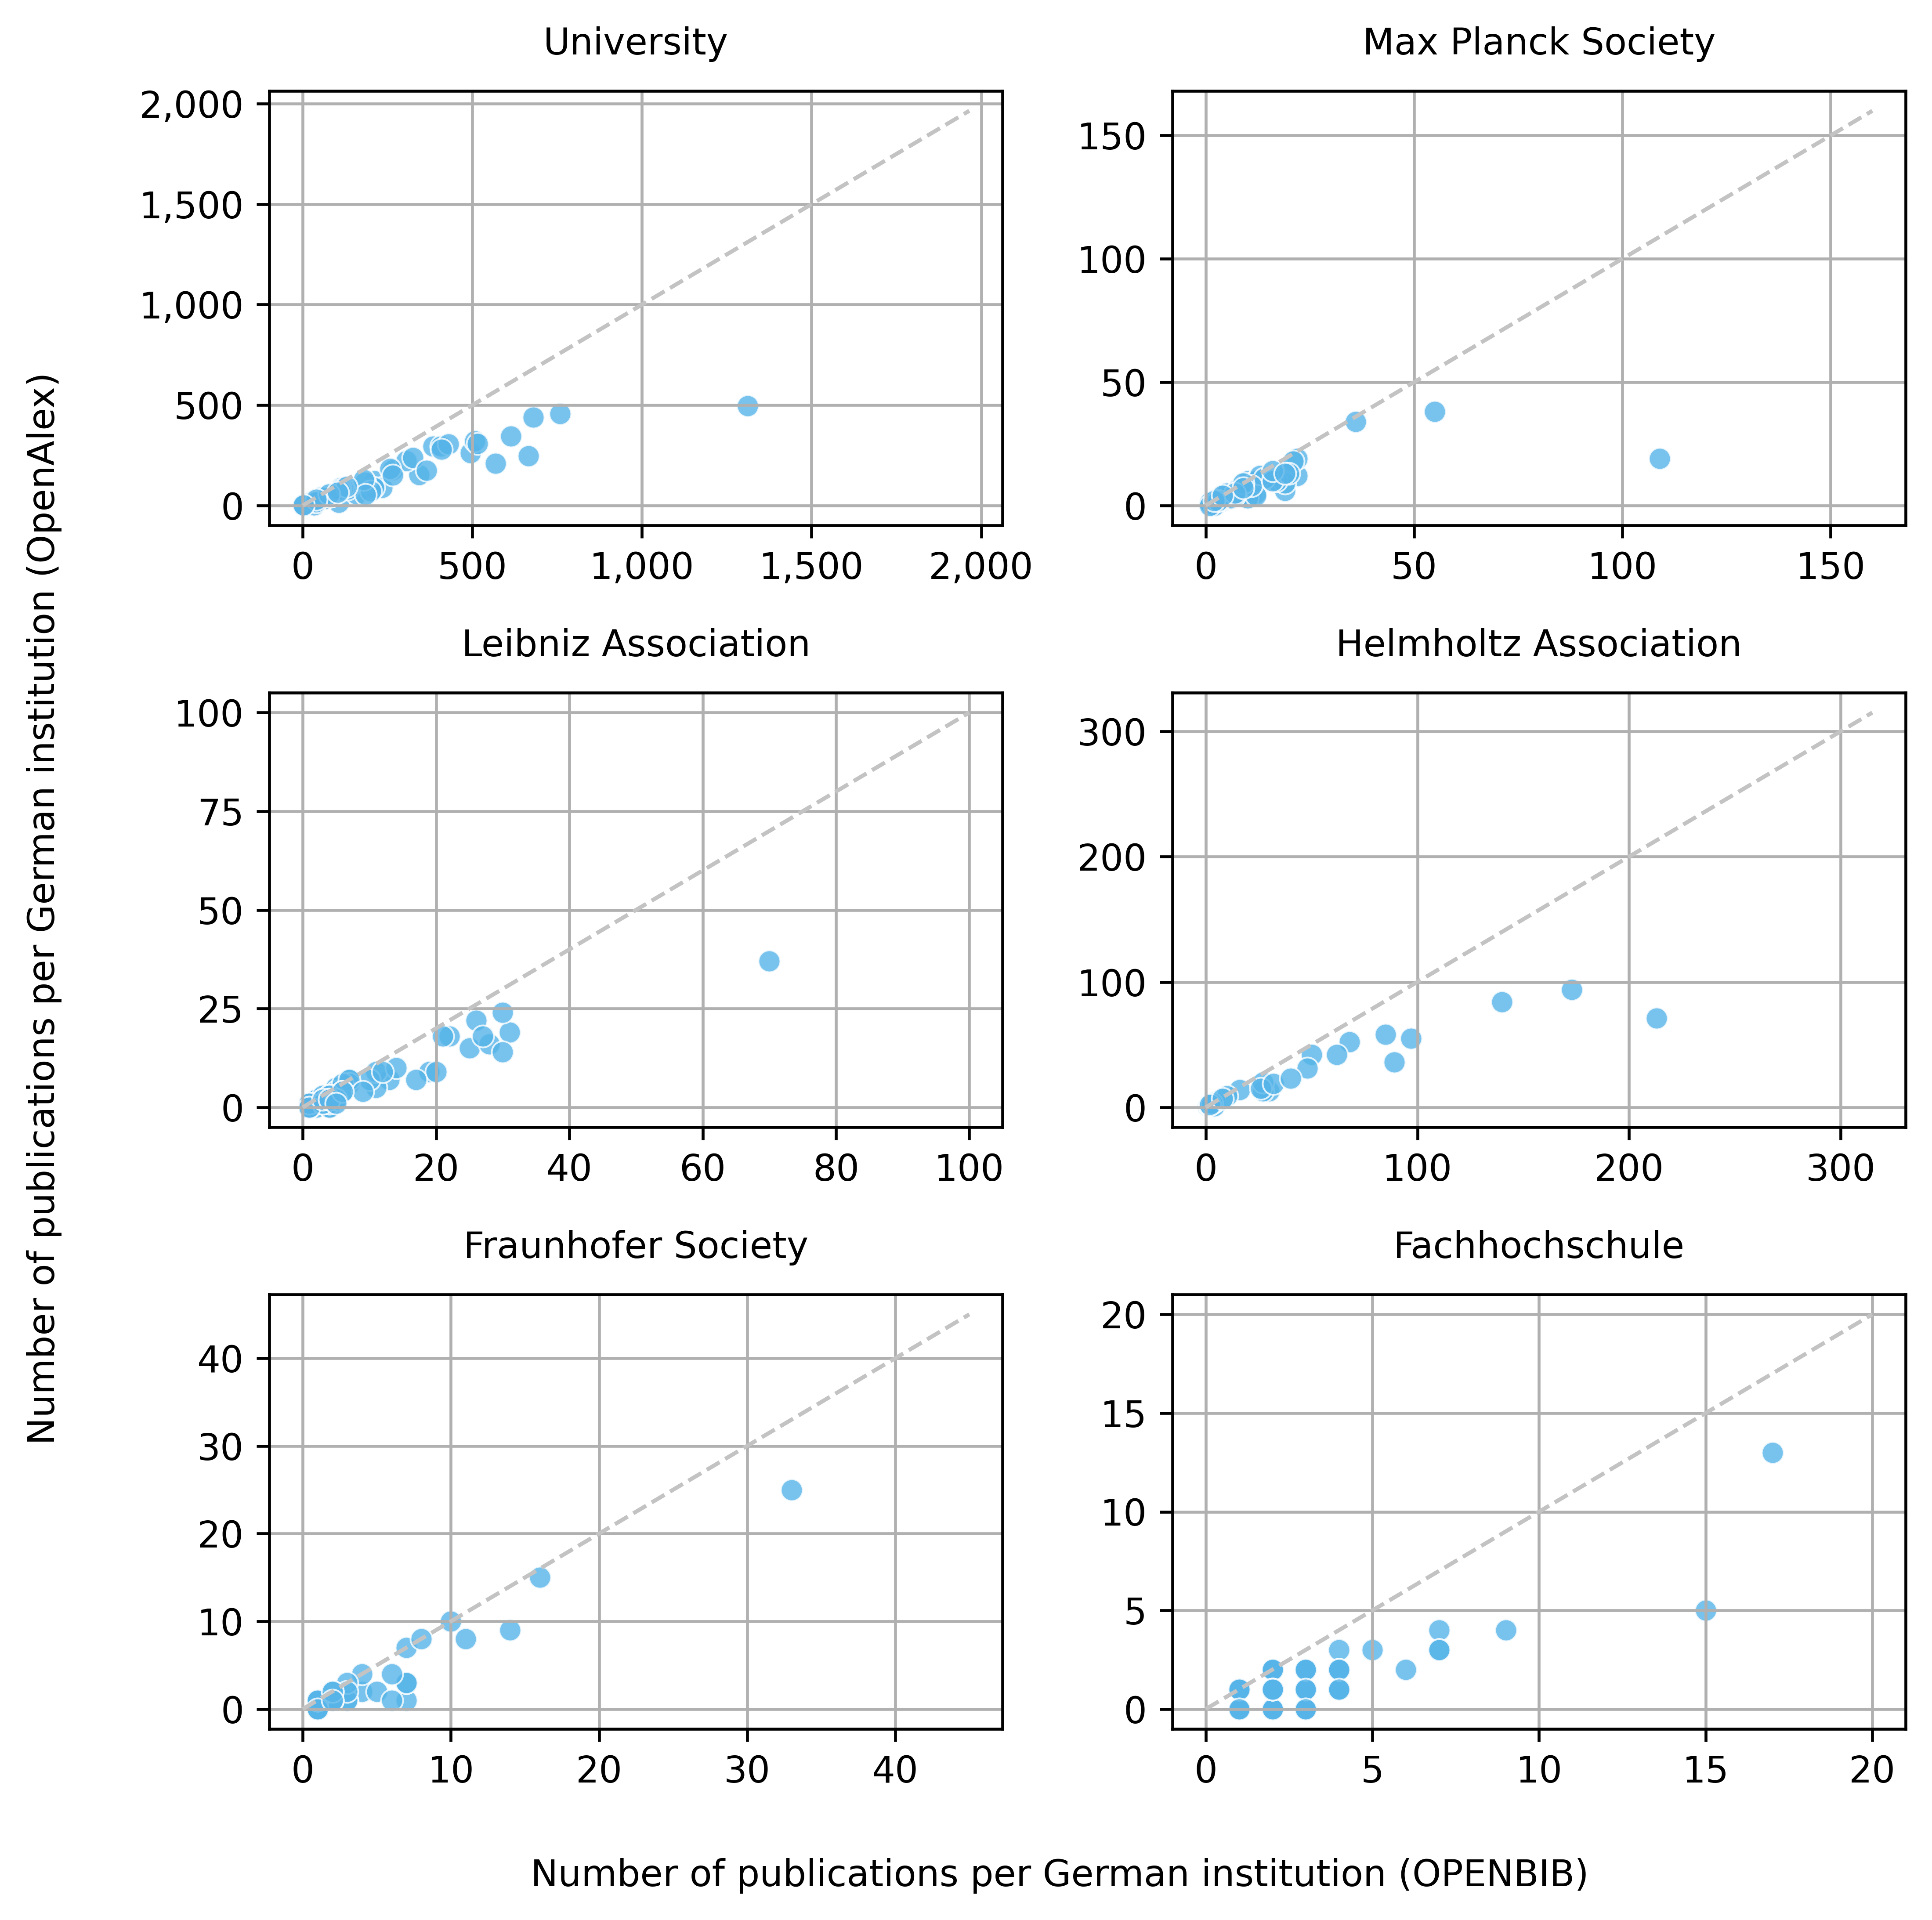 University
2,000
1,500
1,000
500
0
0 500 1,000 1,500 2,000
Max Planck Society
150
100
50
0
0 50 100 150
Leibniz Association
100
75
50
25
0
0 20 40 60 80 100
Helmholtz Association
300
200
100
0
0 100 200 300
Fraunhofer Society
40
30
20
10
0
0 10 20 30 40
Fachhochschule
20
15
10
5
0
0 5 10 15 20
Number of publications per German institution (OpenAlex)
Number of publications per German institution (OPENBIB)